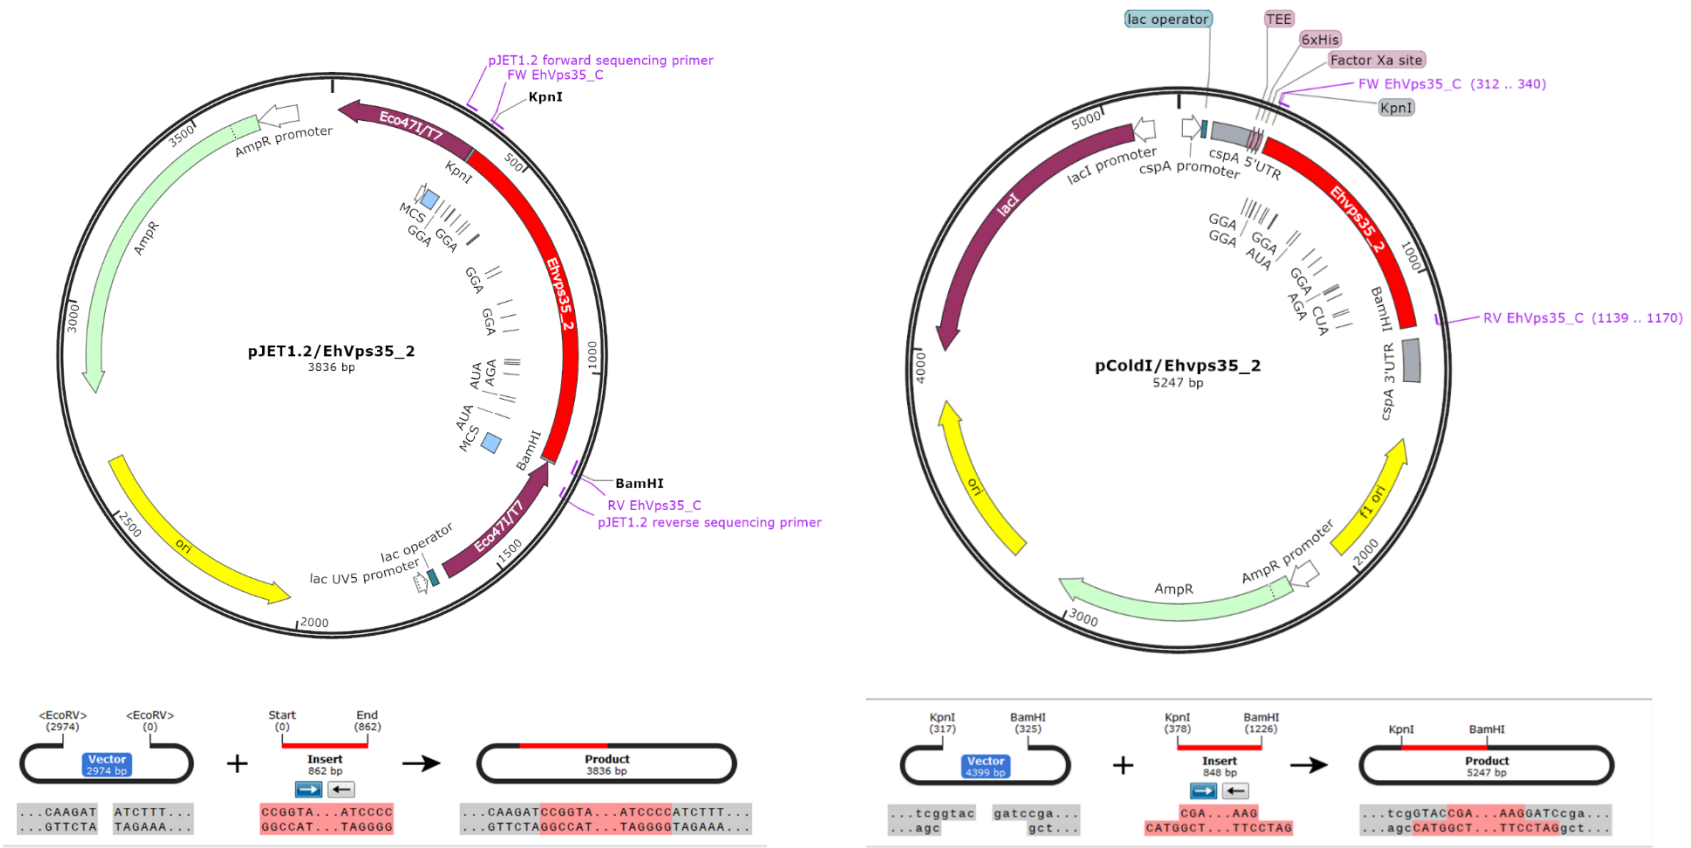 pJET1.2 forward sequencing primer
FW EhVps35_C
KpnI
Eco47I/T7
AmpR promoter
3500
KpnI
500
MCS
GGA
GGA
AmpR
GGA
Ehvps35_2
3000
GGA
pJET1.2/EhVps35_2
3836 bp
1000
AUA
AGA
AUA
MCS
BamHI
BamHI
RV EhVps35_C
pJET1.2 reverse sequencing primer
Eco47I/T7
1500
lac operator
lac UV5 promoter
2500
ori
2000
lac operator
TEE
6xHis
Factor Xa site
FW EhVps35_C (312 .. 340)
KpnI
5000
lacI promoter
cspA promoter
cspA 5'UTR
lacI
Ehvps35_2
GGA
GGA
GGA
AUA
GGA
AGA
CUA
1000
BamHI
RV EhVps35_C (1139 .. 1170)
cspA 3'UTR
4000
pColdI/Ehvps35_2
5247 bp
ori
f1 ori
2000
AmpR promoter
AmpR
3000
<EcoRV> <EcoRV>
(2974) (0)
Vector
2974 bp
+
Start End
(0) (862)
Insert
862 bp
Product
3836 bp
...CAAGAT ATCTTT...
...GTTCTA TAGAAA...
CCGGTA...ATCCCC
GGCCAT...TAGGGG
...CAAGATCCGGTA...ATCCCCATCTTT...
...GTTCTAGGCCAT...TAGGGGTAGAAA...
KpnI BamHI
(317) (325)
Vector
4399 bp
+
KpnI BamHI
(378) (1226)
Insert
848 bp
KpnI BamHI
Product
5247 bp
...tcggtac gatccga...
...agc gct...
CGA...AAG
CATGGCT...TTCCTAG
...tcgGTACCGA...AAGGATCCga...
...agcCATGGCT...TTCCTAGgct...